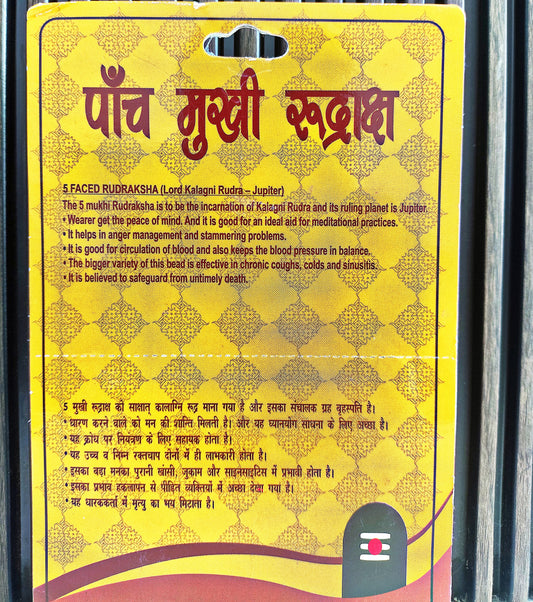 पाँच मुखी रूद्राक्ष
5 FACED RUDRAKSHA (Lord Kalagni Rudra – Jupiter)
The 5 mukhi Rudraksha is to be the incarnation of Kalagni Rudra and its ruling planet is Jupiter.
• Wearer get the peace of mind. And it is good for an ideal aid for meditational practices.
• It helps in anger management and stammering problems.
• It is good for circulation of blood and also keeps the blood pressure in balance.
• The bigger variety of this bead is effective in chronic coughs, colds and sinusitis.
• It is believed to safeguard from untimely death.
5 मुखी रूद्राक्ष को साक्षात् कालाग्नि रूद्र माना गया है और इसका संचालक ग्रह बृहस्पति है।
• धारण करने वाले को मन की शान्ति मिलती है। और यह ध्यानयोग साधना के लिए अच्छा है।
• यह क्रोध पर नियंत्रण के लिए सहायक होता है।
• यह उच्च व निम्न रक्तचाप दोनों में ही लाभकारी होता है।
• इसका बड़ा मनका पुरानी खांसी, जुकाम और साइनसाइटिस में प्रभावी होता है।
• इसका प्रभाव हकलापन से पीड़ित व्यक्तियों में अच्छा देखा गया है।
• यह धारककर्ता में मृत्यु का भय मिटाता है।